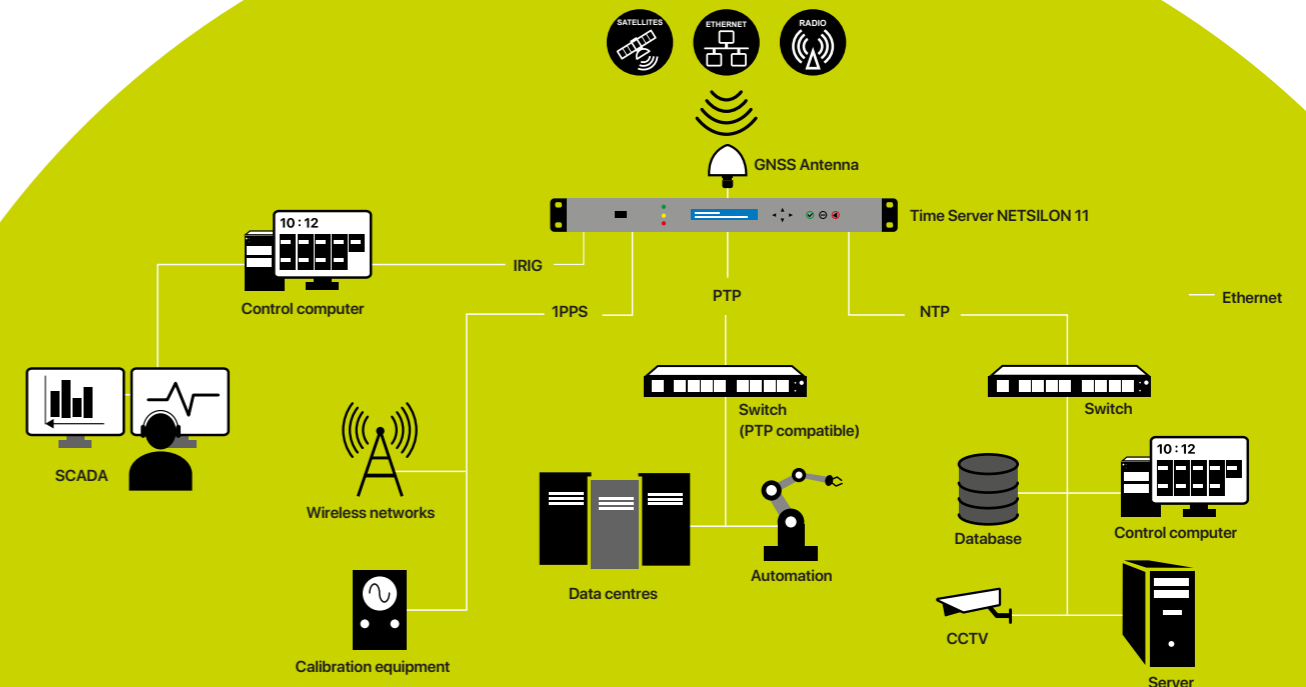 SATELLITES
ETHERNET
RADIO
GNSS Antenna
Time Server NETSILON 11
10:12
Control computer
IRIG
1PPS
PTP
NTP
Ethernet
SCADA
Wireless networks
Calibration equipment
Switch
(PTP compatible)
Data centres
Automation
Switch
Database
10:12
Control computer
CCTV
Server